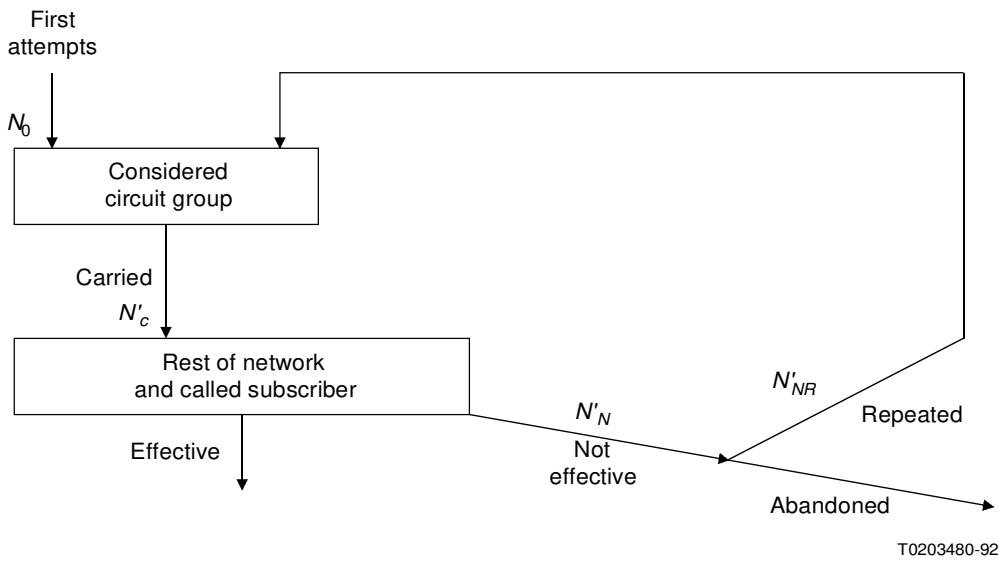 First
attempts
N0
Considered
circuit group
Carried
N'c
Rest of network
and called subscriber
Effective
N'N
Not
effective
N'NR
Repeated
Abandoned
T0203480-92